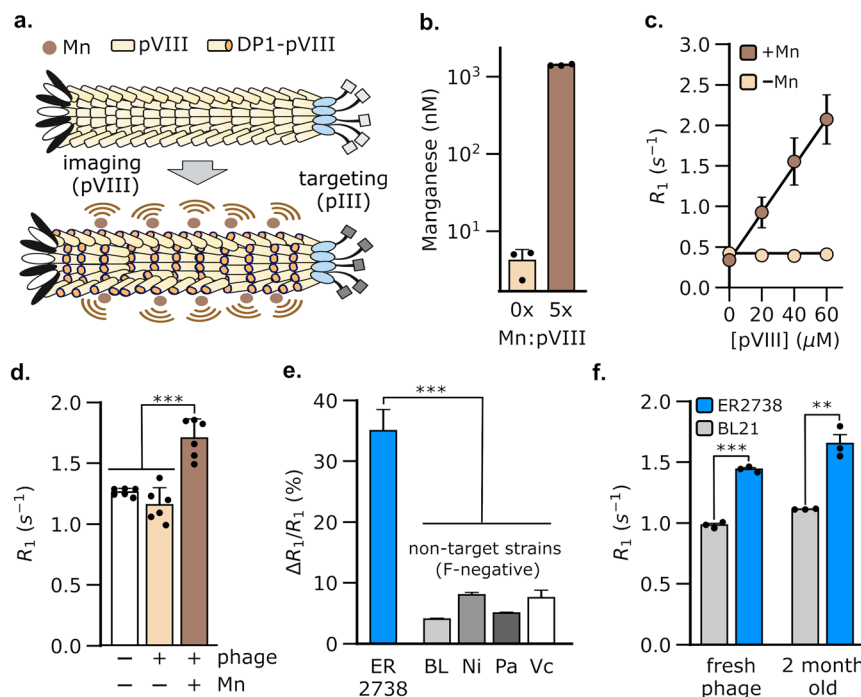 a.
Mn pVIII DP1-pVIII
imaging
(pVIII)
targeting
(pIII)
b.
Manganese (nM)
10³
10²
10¹
0x 5x
Mn:pVIII
c.
R₁ (s⁻¹)
+Mn
−Mn
3.0
2.5
2.0
1.5
1.0
0.5
0.0
0 20 40 60
[pVIII] (μM)
d.
R₁ (s⁻¹)
2.0
1.5
1.0
0.5
0.0
***
− + + phage
− − + Mn
e.
ΔR₁/R₁ (%)
40
30
20
10
0
***
non-target strains
(F-negative)
ER
2738
BL Ni Pa Vc
f.
ER2738
BL21
R₁ (s⁻¹)
2.0
1.5
1.0
0.5
0.0
***
**
fresh
phage
2 month
old